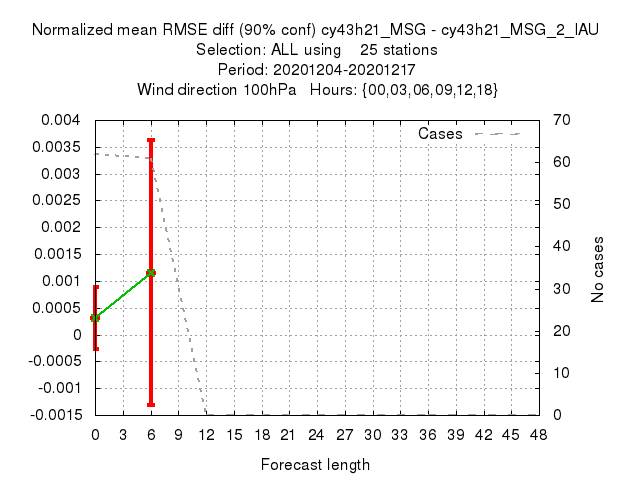 Normalized mean RMSE diff (90% conf) cy43h21_MSG - cy43h21_MSG_2_IAU
Selection: ALL using    25 stations
Period: 20201204-20201217
Wind direction 100hPa   Hours: {00,03,06,09,12,18}
0.004
0.0035
0.003
0.0025
0.002
0.0015
0.001
0.0005
0
-0.0005
-0.001
-0.0015
Cases
70
60
50
40
30
20
10
0
No cases
0 3 6 9 12 15 18 21 24 27 30 33 36 39 42 45 48
Forecast length